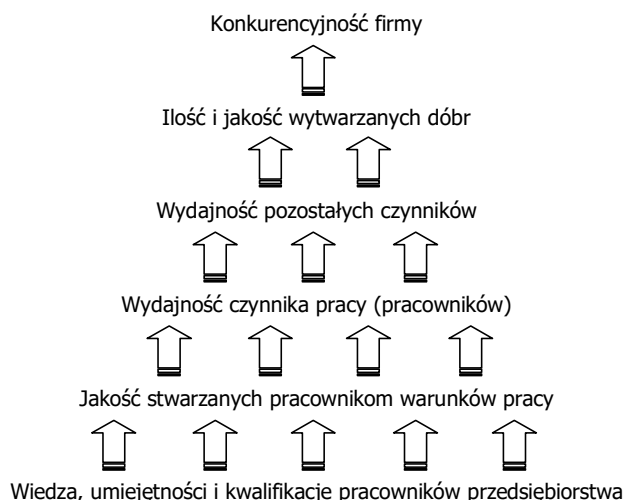 Konkurencyjność firmy
Ilość i jakość wytwarzanych dóbr
Wydajność pozostałych czynników
Wydajność czynnika pracy (pracowników)
Jakość stwarzanych pracownikom warunków pracy
Wiedza, umiejętności i kwalifikacje pracowników przedsiębiorstwa